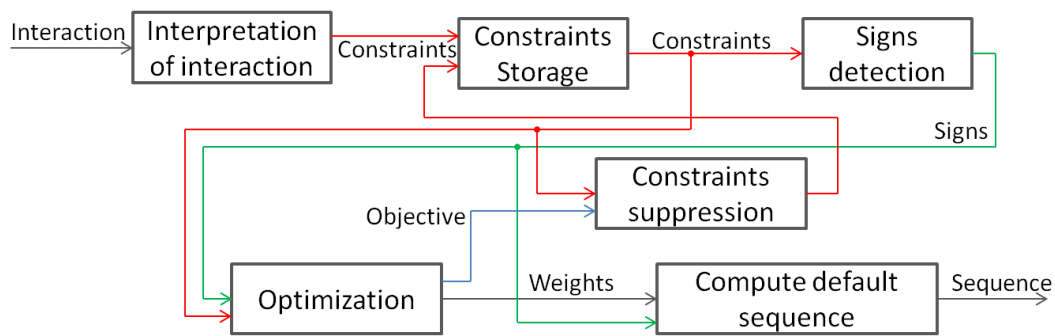 Interaction
Interpretation
of interaction
Constraints
Constraints
Storage
Constraints
Signs
detection
Signs
Constraints
suppression
Objective
Optimization
Weights
Compute default
sequence
Sequence